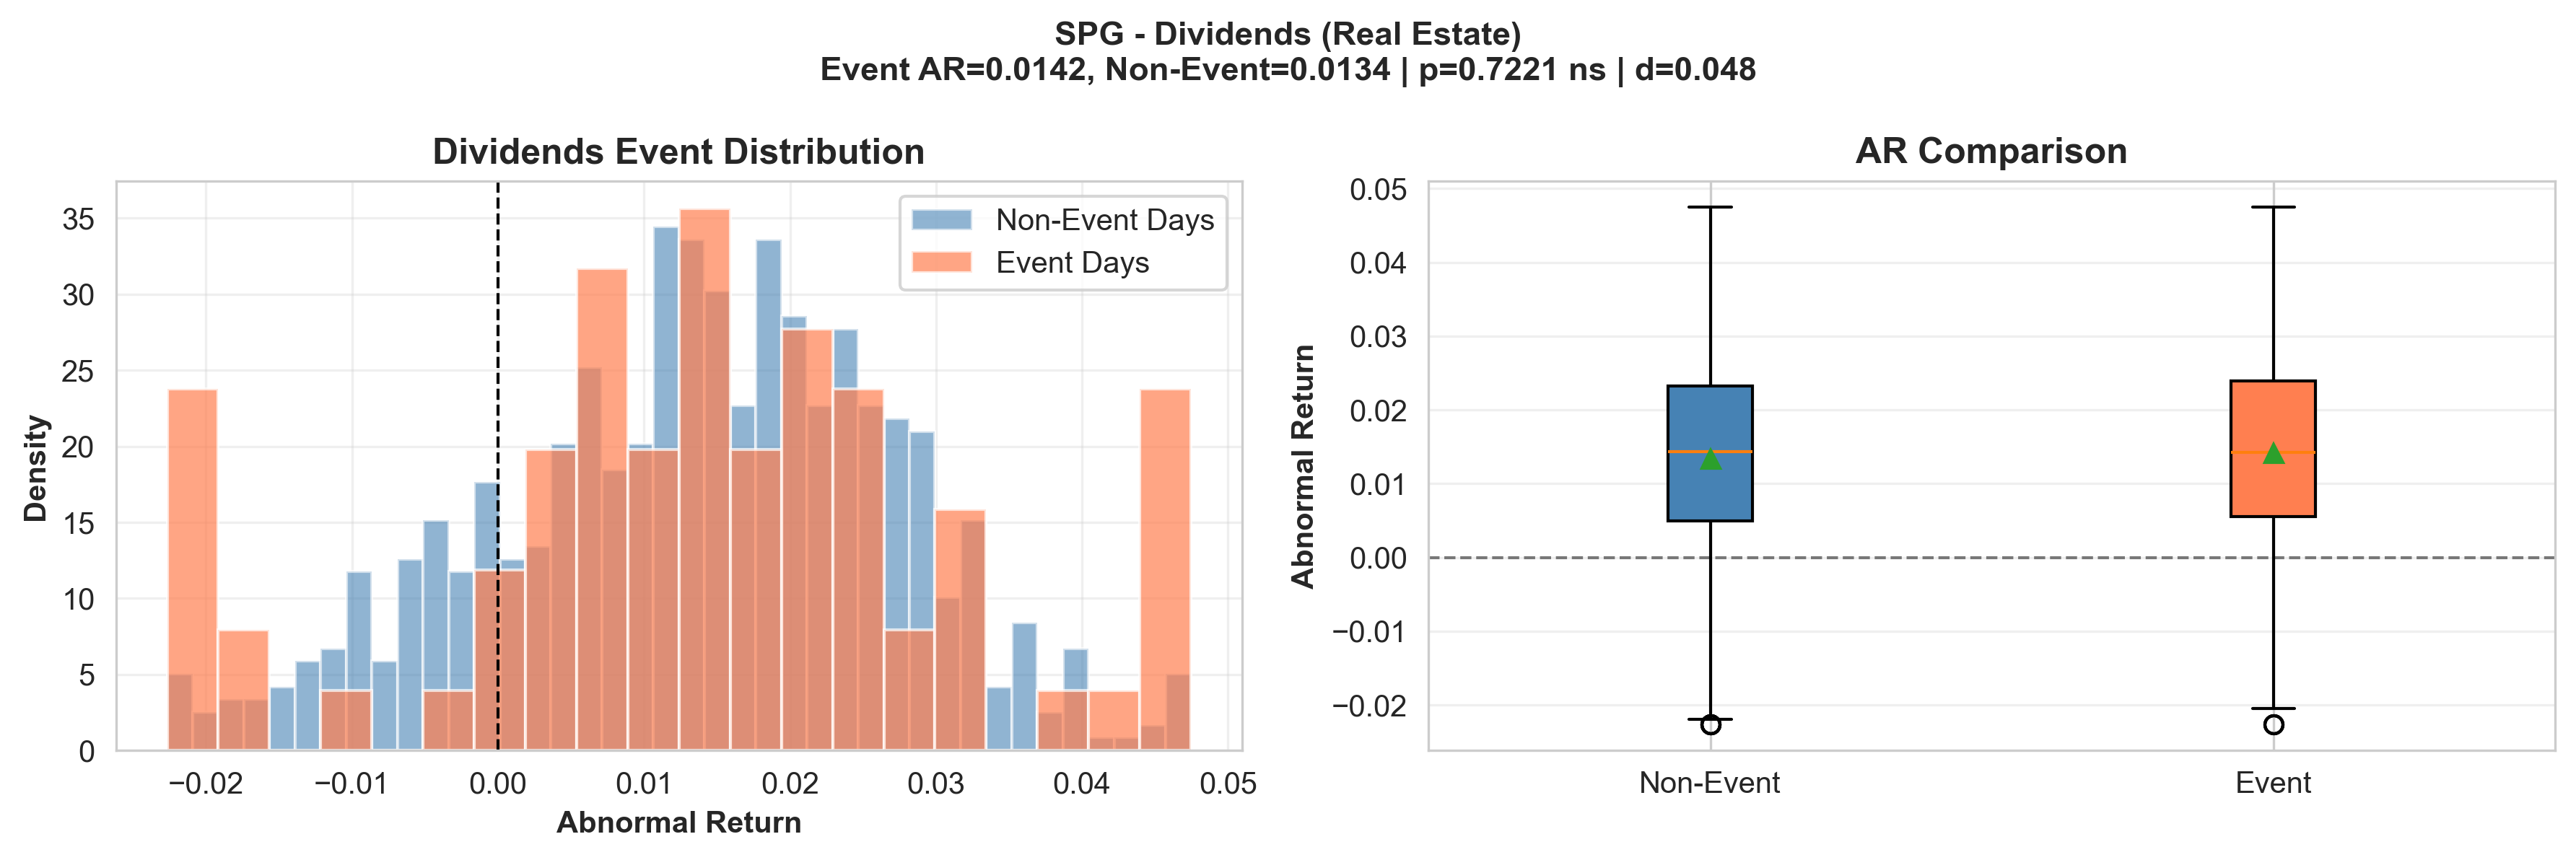 SPG - Dividends (Real Estate)
Event AR=0.0142, Non-Event=0.0134 | p=0.7221 ns | d=0.048
Dividends Event Distribution
Density
35
30
25
20
15
10
5
0
Non-Event Days
Event Days
−0.02 −0.01 0.00 0.01 0.02 0.03 0.04 0.05
Abnormal Return
AR Comparison
Abnormal Return
0.05
0.04
0.03
0.02
0.01
0.00
−0.01
−0.02
Non-Event Event